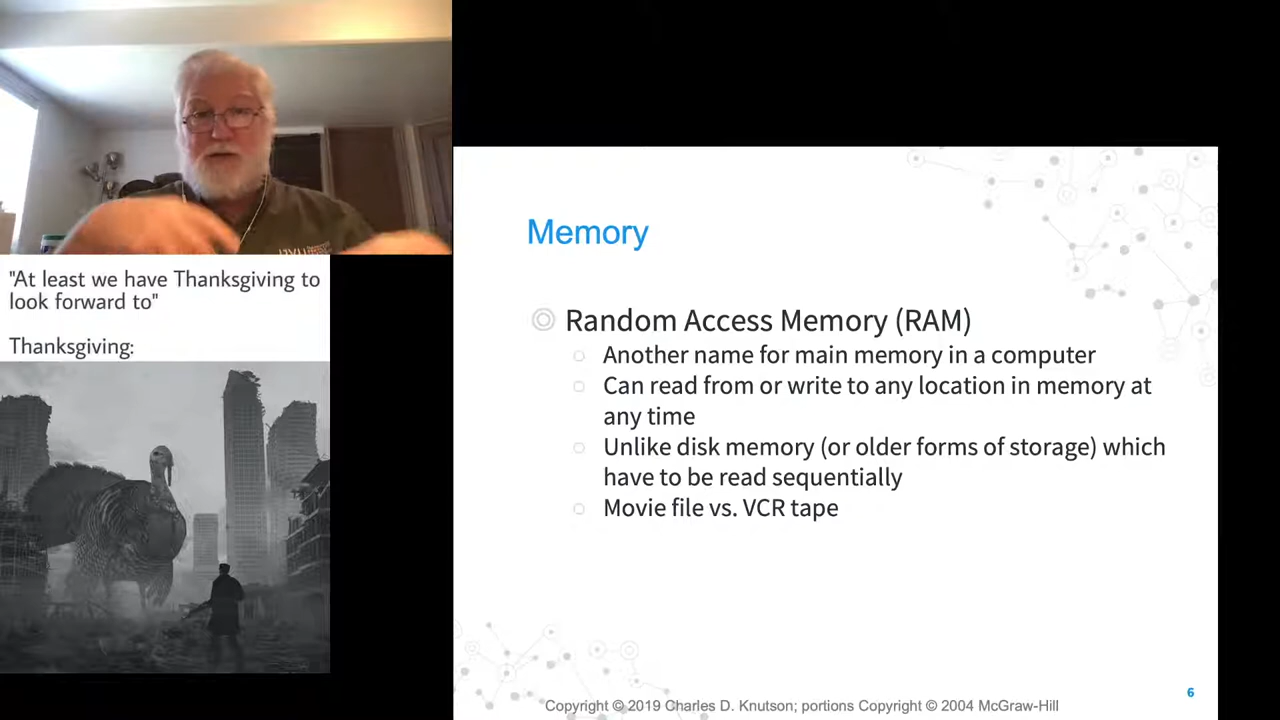 "At least we have Thanksgiving to
look forward to"
Thanksgiving:
Memory
Random Access Memory (RAM)
Another name for main memory in a computer
Can read from or write to any location in memory at
any time
Unlike disk memory (or older forms of storage) which
have to be read sequentially
Movie file vs. VCR tape
Copyright © 2019 Charles D. Knutson; portions Copyright © 2004 McGraw-Hill
6